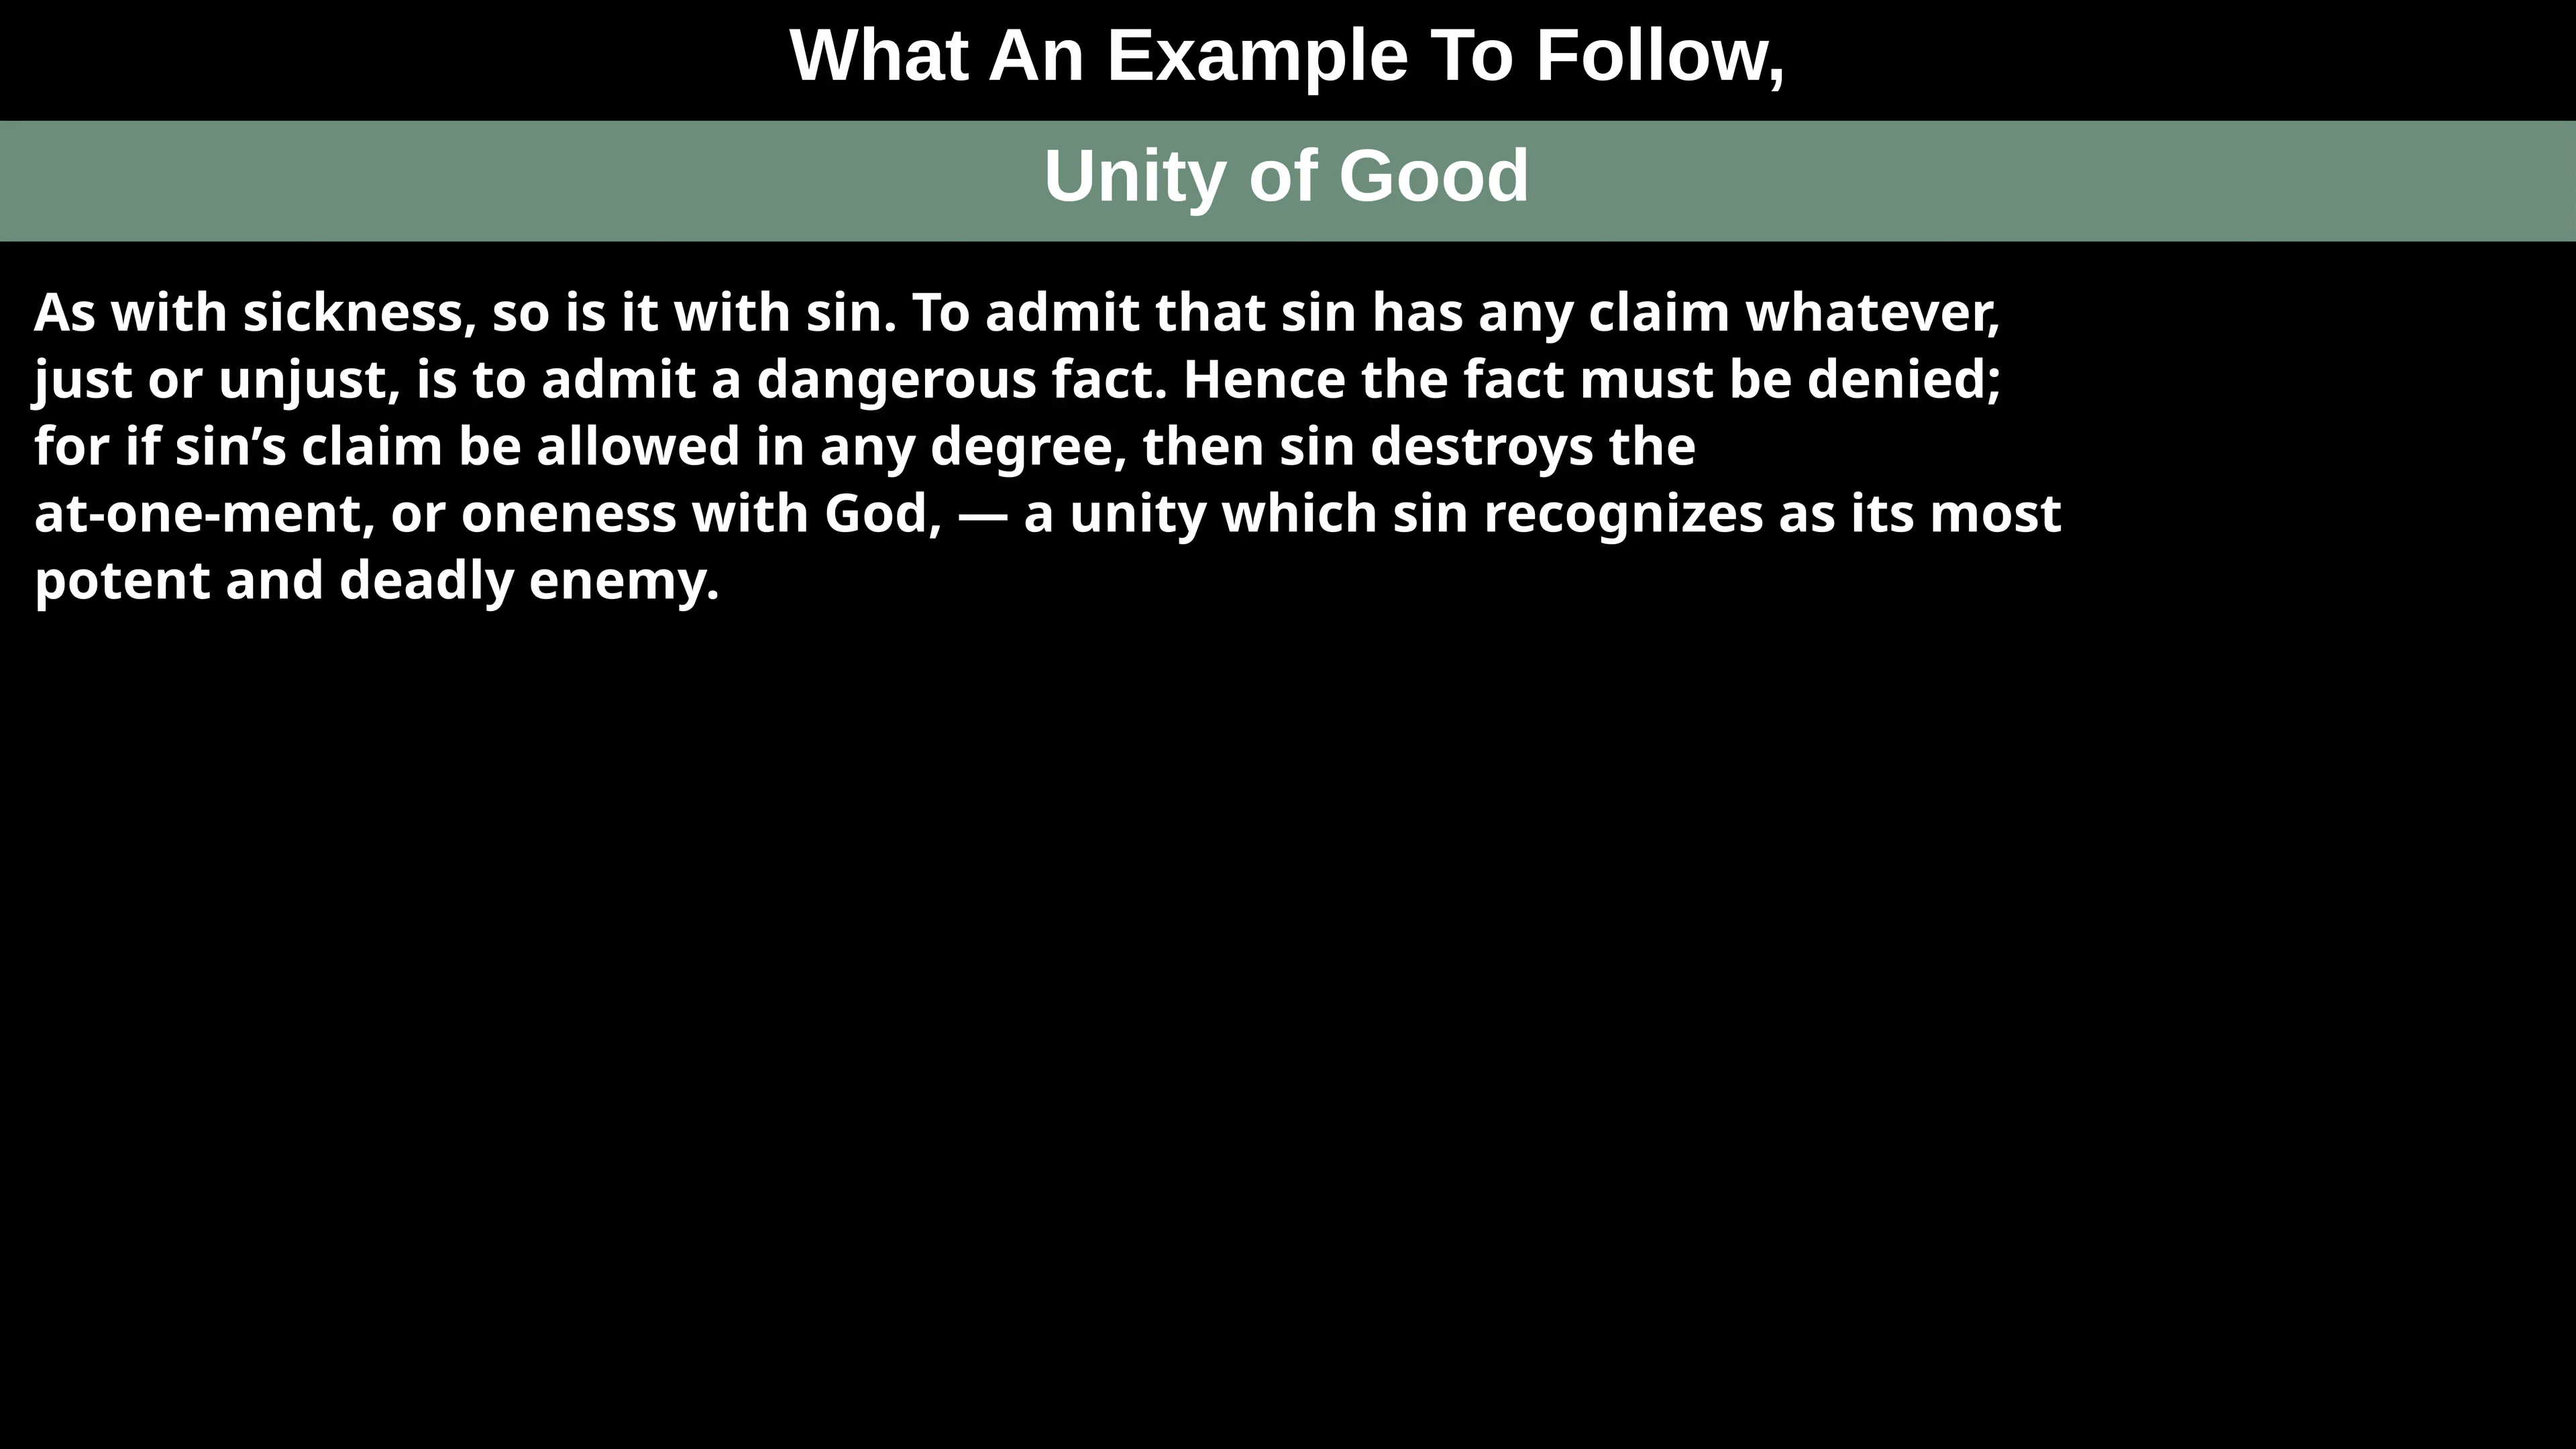 What An Example To Follow,
Unity of Good
As with sickness, so is it with sin. To admit that sin has any claim whatever,
just or unjust, is to admit a dangerous fact. Hence the fact must be denied;
for if sin’s claim be allowed in any degree, then sin destroys the
at-one-ment, or oneness with God, — a unity which sin recognizes as its most
potent and deadly enemy.